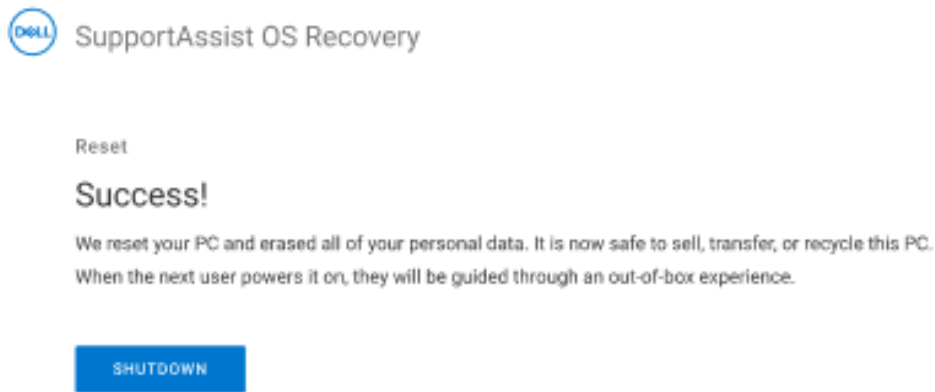 DELL
SupportAssist OS Recovery
Reset
Success!
We reset your PC and erased all of your personal data. It is now safe to sell, transfer, or recycle this PC.
When the next user powers it on, they will be guided through an out-of-box experience.
SHUTDOWN